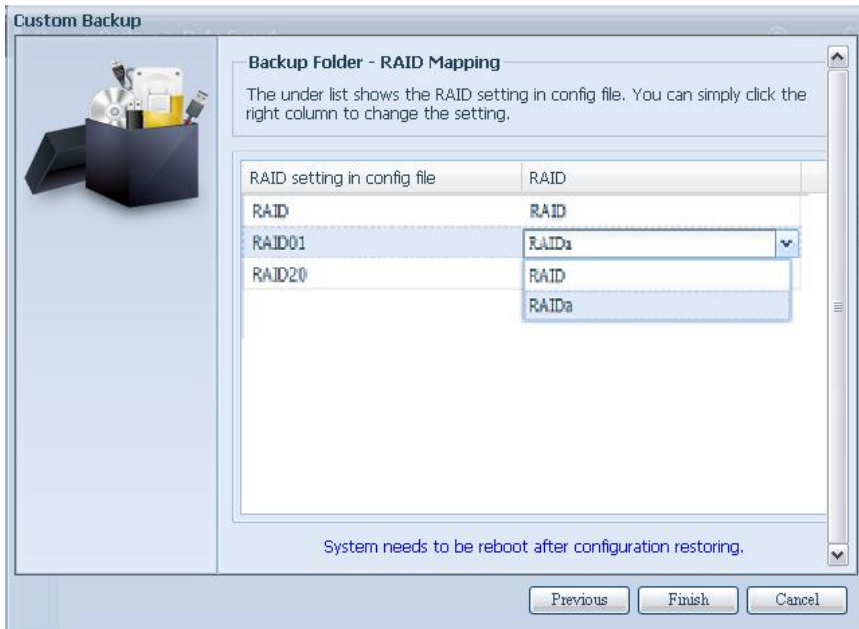 Custom Backup
Backup Folder - RAID Mapping
The under list shows the RAID setting in config file. You can simply click the
right column to change the setting.
RAID setting in config file RAID
RAID RAID
RAID01 RAIDa
RAID20 RAID
RAIDa
System needs to be reboot after configuration restoring.
Previous Finish Cancel